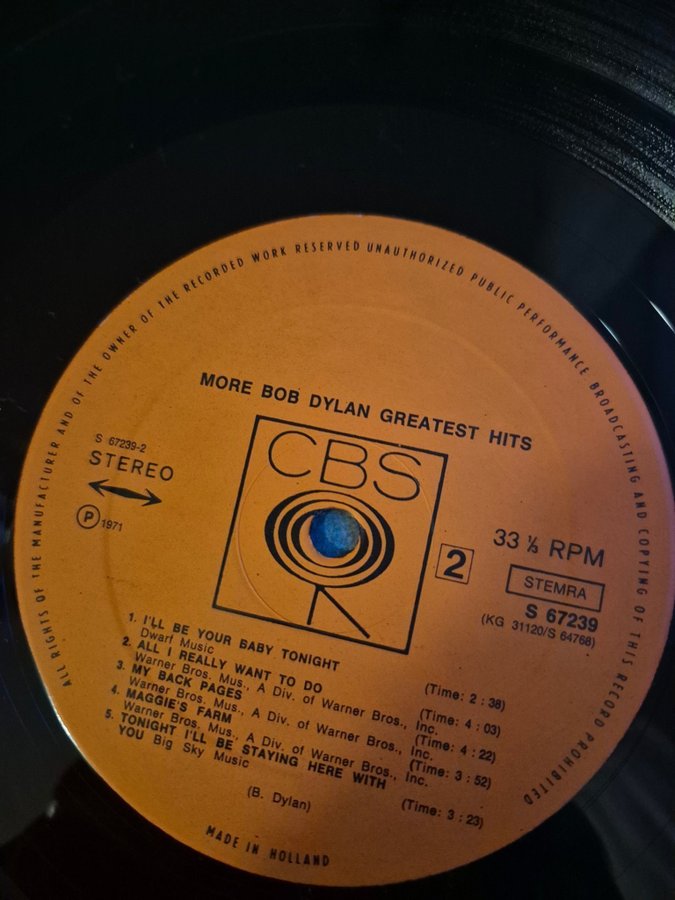 ALL RIGHTS OF THE MANUFACTURER AND OF THE OWNER OF THE RECORDED WORK RESERVED UNAUTHORIZED PUBLIC PERFORMANCE BROADCASTING AND COPYING OF THIS RECORD PROHIBITED
MORE BOB DYLAN GREATEST HITS
S 67239-2
STEREO
P 1971
CBS
2
33 ⅓ RPM
STEMRA
S 67239
(KG 31120/S 64768)
1. I'LL BE YOUR BABY TONIGHT
Dwarf Music (Time: 2 : 38)
2. ALL I REALLY WANT TO DO
Warner Bros. Mus., A Div. of Warner Bros., Inc. (Time: 4 : 03)
3. MY BACK PAGES
Warner Bros. Mus., A Div. of Warner Bros., Inc. (Time: 4 : 22)
4. MAGGIE'S FARM
Warner Bros. Mus., A Div. of Warner Bros., Inc. (Time: 3 : 52)
5. TONIGHT I'LL BE STAYING HERE WITH
YOU Big Sky Music (Time: 3 : 23)
(B. Dylan)
MADE IN HOLLAND